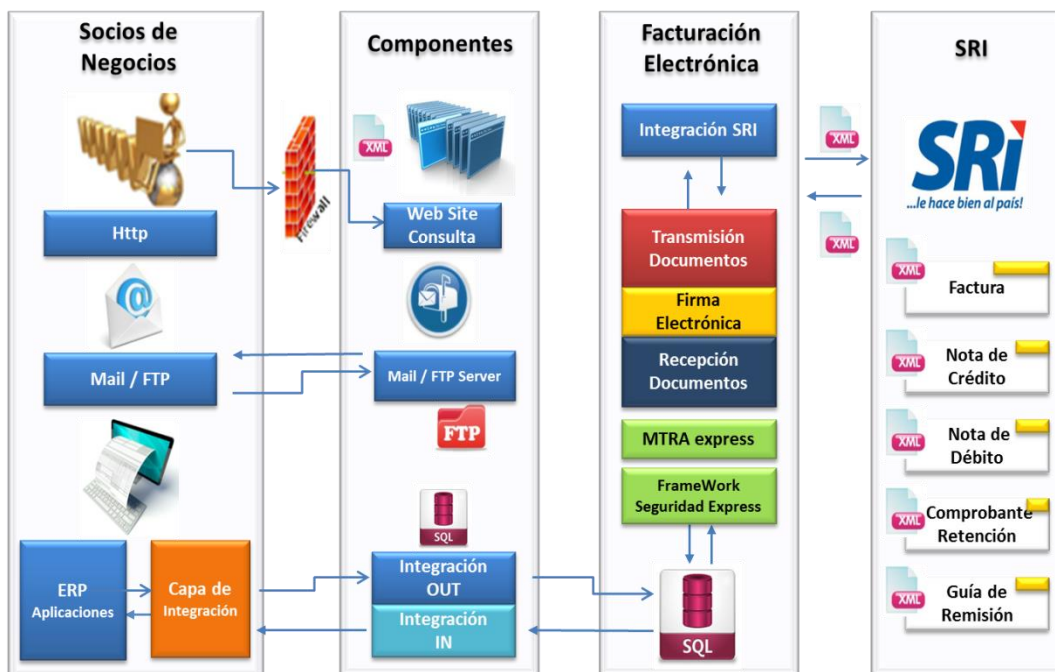 Socios de
Negocios
Http
Mail / FTP
ERP
Aplicaciones
Capa de
Integración
Firewall
Componentes
XML
Web Site
Consulta
Mail / FTP Server
FTP
SQL
Integración
OUT
Integración
IN
Facturación
Electrónica
Integración SRI
Transmisión
Documentos
Firma
Electrónica
Recepción
Documentos
MTRA express
FrameWork
Seguridad Express
SQL
XML
XML
SRI
SRi
...le hace bien al país!
XML
Factura
XML
Nota de
Crédito
XML
Nota de
Débito
XML
Comprobante
Retención
XML
Guía de
Remisión